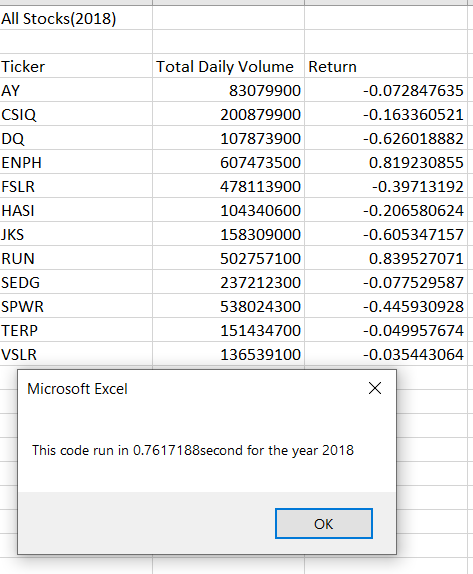 All Stocks(2018)
Ticker Total Daily Volume Return
AY 83079900 -0.072847635
CSIQ 200879900 -0.163360521
DQ 107873900 -0.626018882
ENPH 607473500 0.819230855
FSLR 478113900 -0.39713192
HASI 104340600 -0.206580624
JKS 158309000 -0.605347157
RUN 502757100 0.839527071
SEDG 237212300 -0.077529587
SPWR 538024300 -0.445930928
TERP 151434700 -0.049957674
VSLR 136539100 -0.035443064
Microsoft Excel
This code run in 0.7617188second for the year 2018
OK